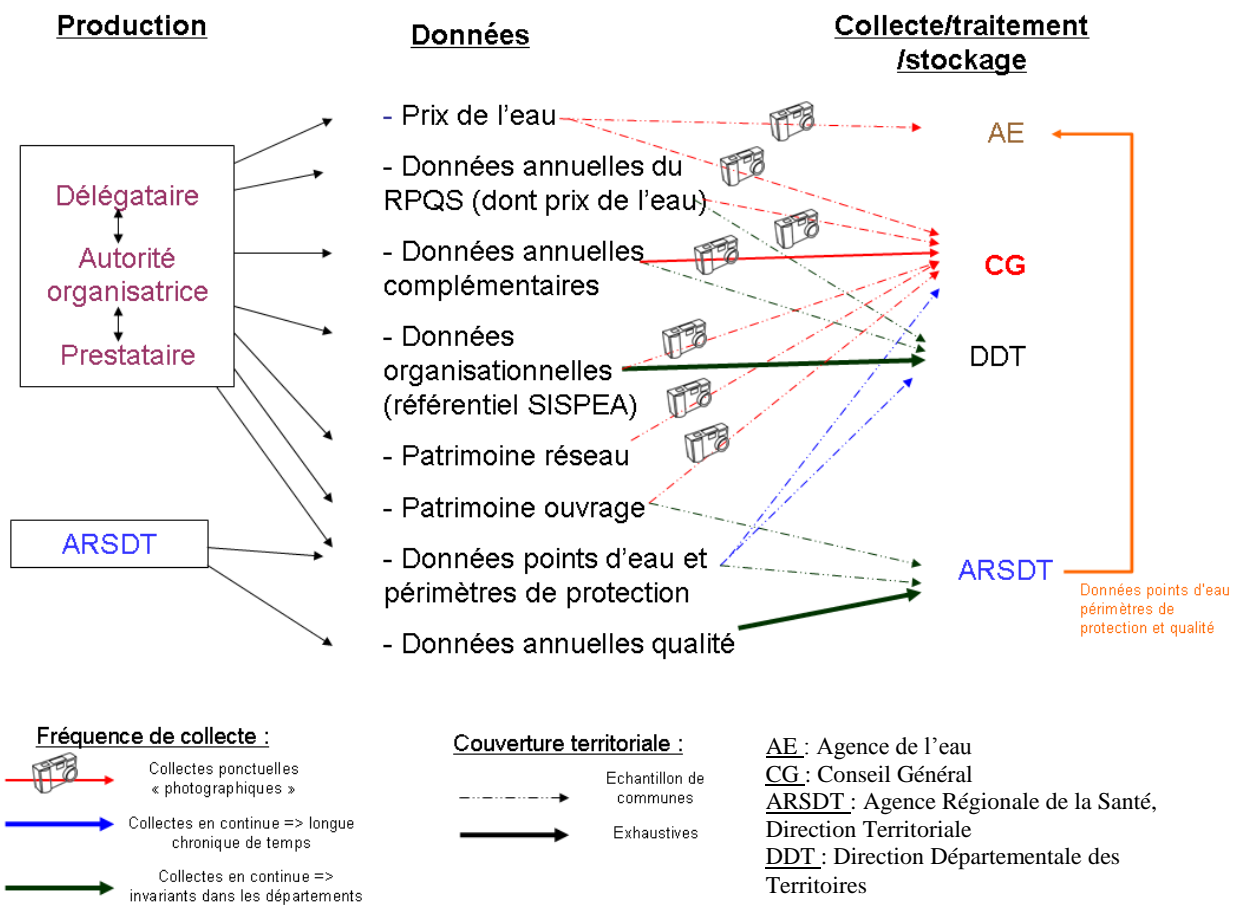 Production
Données
Collecte/traitement
/stockage
Délégataire
Autorité
organisatrice
Prestataire
ARSDT
- Prix de l'eau
- Données annuelles du
RPQS (dont prix de l'eau)
- Données annuelles
complémentaires
- Données
organisationnelles
(référentiel SISPEA)
- Patrimoine réseau
- Patrimoine ouvrage
- Données points d'eau et
périmètres de protection
- Données annuelles qualité
AE
CG
DDT
ARSDT
Données points d'eau
périmètres de
protection et qualité
Fréquence de collecte :
Collectes ponctuelles
« photographiques »
Collectes en continue => longue
chronique de temps
Collectes en continue =>
invariants dans les départements
Couverture territoriale :
Echantillon de
communes
Exhaustives
AE : Agence de l'eau
CG : Conseil Général
ARSDT : Agence Régionale de la Santé,
Direction Territoriale
DDT : Direction Départementale des
Territoires